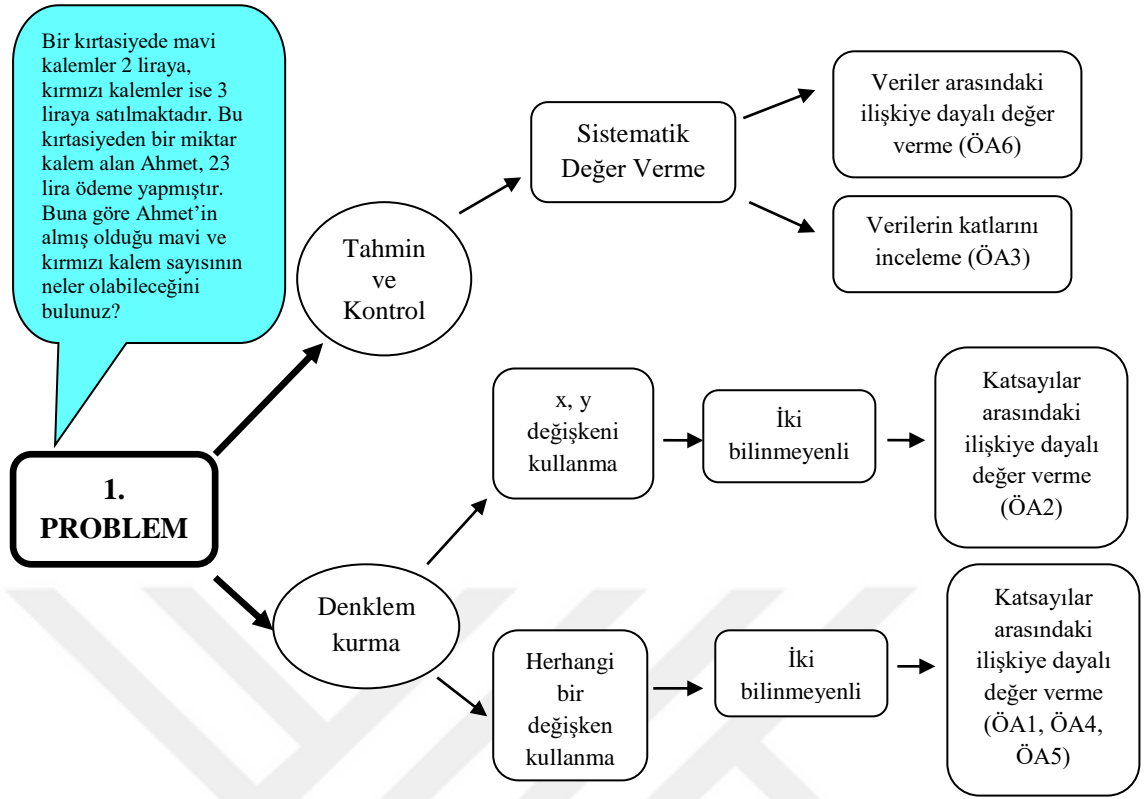 Bir kırtasiyede mavi
kalemler 2 liraya,
kırmızı kalemler ise 3
liraya satılmaktadır. Bu
kırtasiyeden bir miktar
kalem alan Ahmet, 23
lira ödeme yapmıştır.
Buna göre Ahmet’in
almış olduğu mavi ve
kırmızı kalem sayısının
neler olabileceğini
bulunuz?
1.
PROBLEM
Tahmin
ve
Kontrol
Sistematik
Değer Verme
Veriler arasındaki
ilişkiye dayalı değer
verme (ÖA6)
Verilerin katlarını
inceleme (ÖA3)
Denklem
kurma
x, y
değişkeni
kullanma
İki
bilinmeyenli
Katsayılar
arasındaki
ilişkiye dayalı
değer verme
(ÖA2)
Herhangi
bir
değişken
kullanma
İki
bilinmeyenli
Katsayılar
arasındaki
ilişkiye dayalı
değer verme
(ÖA1, ÖA4,
ÖA5)